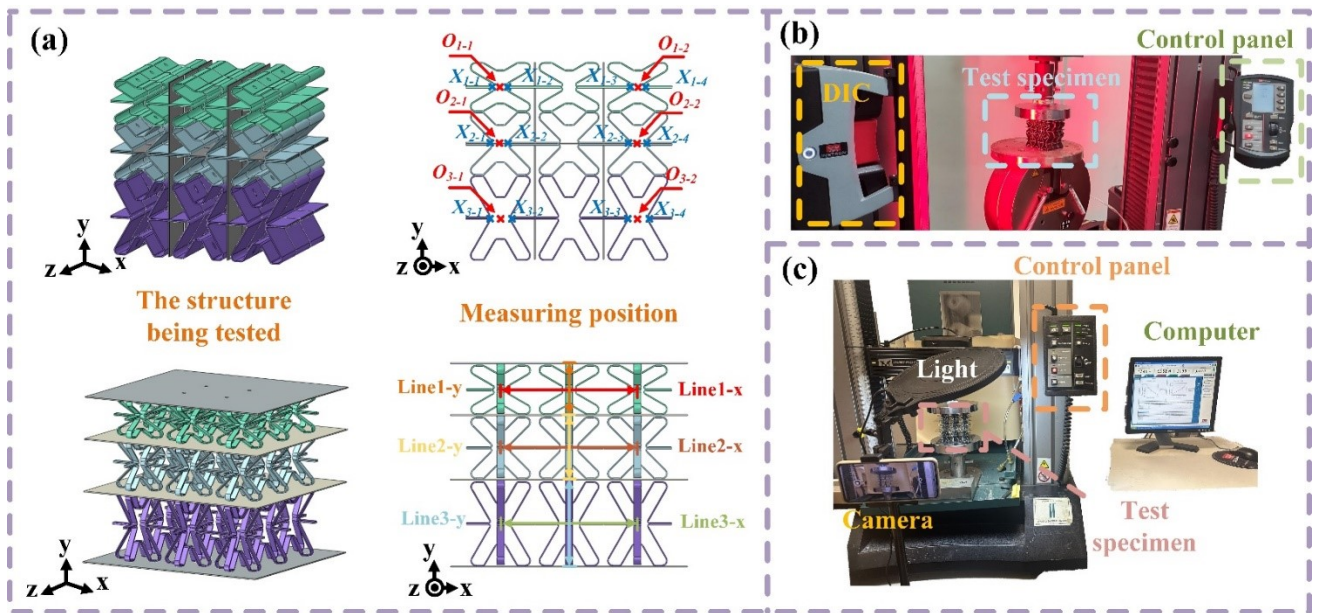 (a)
O1-1
O1-2
X1-1
X1-2
X1-3
X1-4
O2-1
O2-2
X2-1
X2-2
X2-3
X2-4
O3-1
O3-2
X3-1
X3-2
X3-3
X3-4
y
z
x
y
z
x
The structure
being tested
Measuring position
Line1-y
Line1-x
Line2-y
Line2-x
Line3-y
Line3-x
y
z
x
y
z
x
(b)
Control panel
Test specimen
DIC
(c)
Control panel
Computer
Light
Camera
Test
specimen